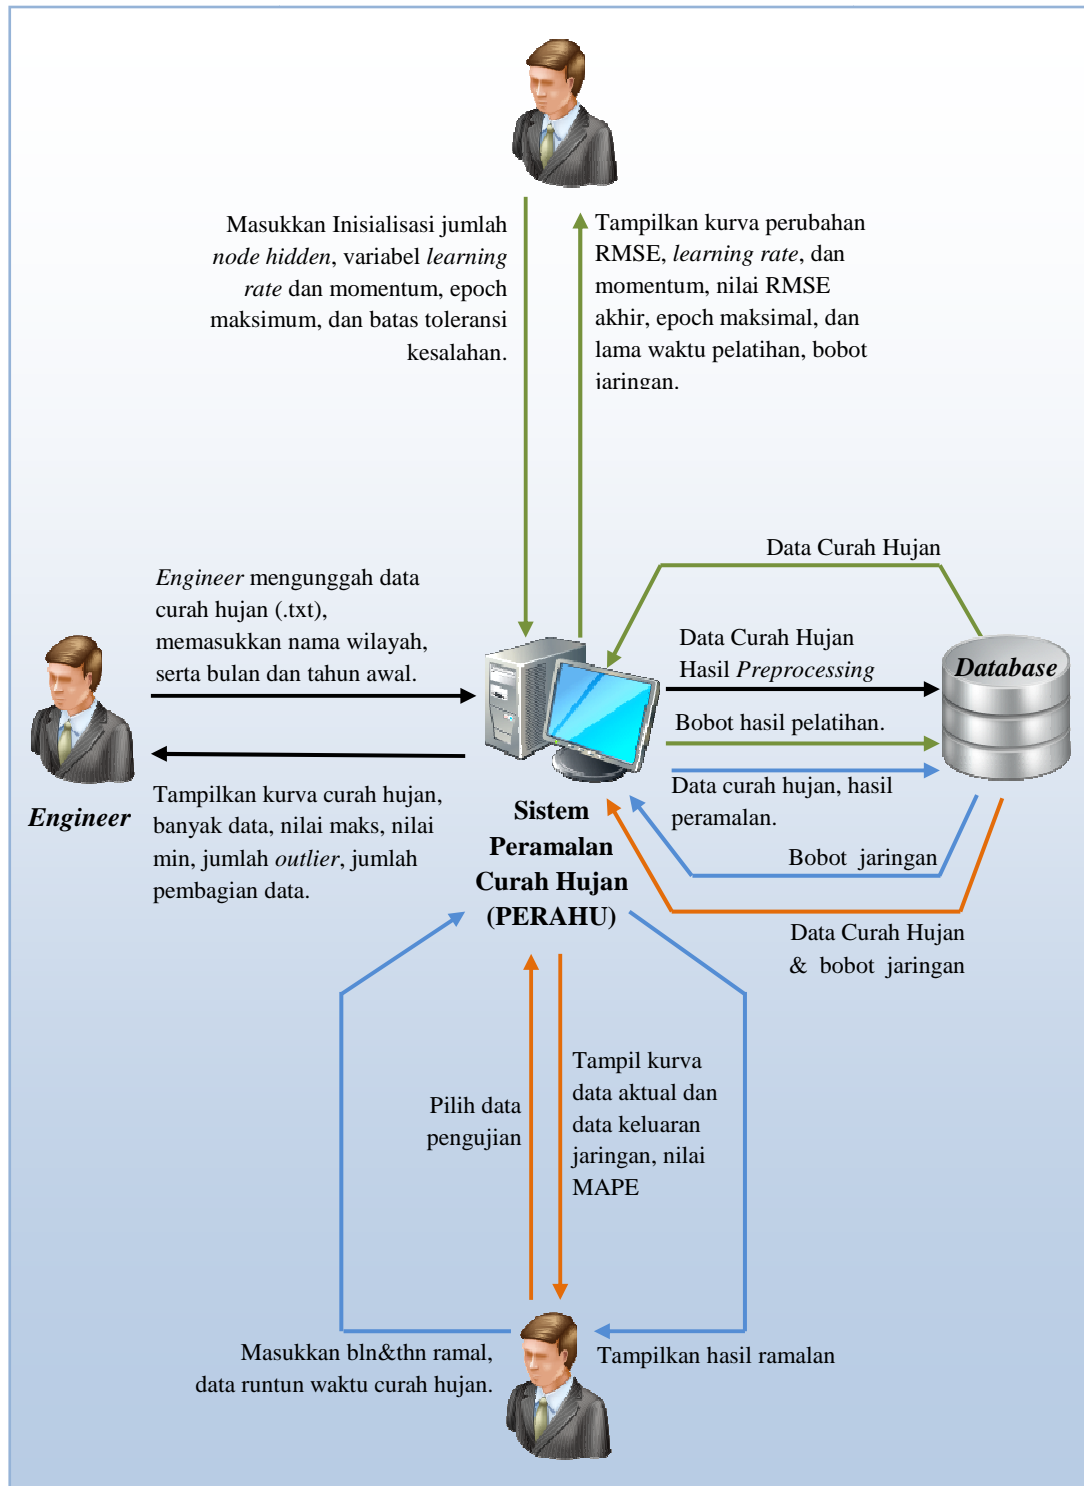 Masukkan Inisialisasi jumlah
node hidden, variabel learning
rate dan momentum, epoch
maksimum, dan batas toleransi
kesalahan.
Tampilkan kurva perubahan
RMSE, learning rate, dan
momentum, nilai RMSE
akhir, epoch maksimal, dan
lama waktu pelatihan, bobot
jaringan.
Data Curah Hujan
Engineer mengunggah data
curah hujan (.txt),
memasukkan nama wilayah,
serta bulan dan tahun awal.
Data Curah Hujan
Hasil Preprocessing
Database
Bobot hasil pelatihan.
Engineer
Tampilkan kurva curah hujan,
banyak data, nilai maks, nilai
min, jumlah outlier, jumlah
pembagian data.
Sistem
Peramalan
Curah Hujan
(PERAHU)
Data curah hujan, hasil
peramalan.
Bobot jaringan
Data Curah Hujan
& bobot jaringan
Pilih data
pengujian
Tampil kurva
data aktual dan
data keluaran
jaringan, nilai
MAPE
Masukkan bln&thn ramal,
data runtun waktu curah hujan.
Tampilkan hasil ramalan